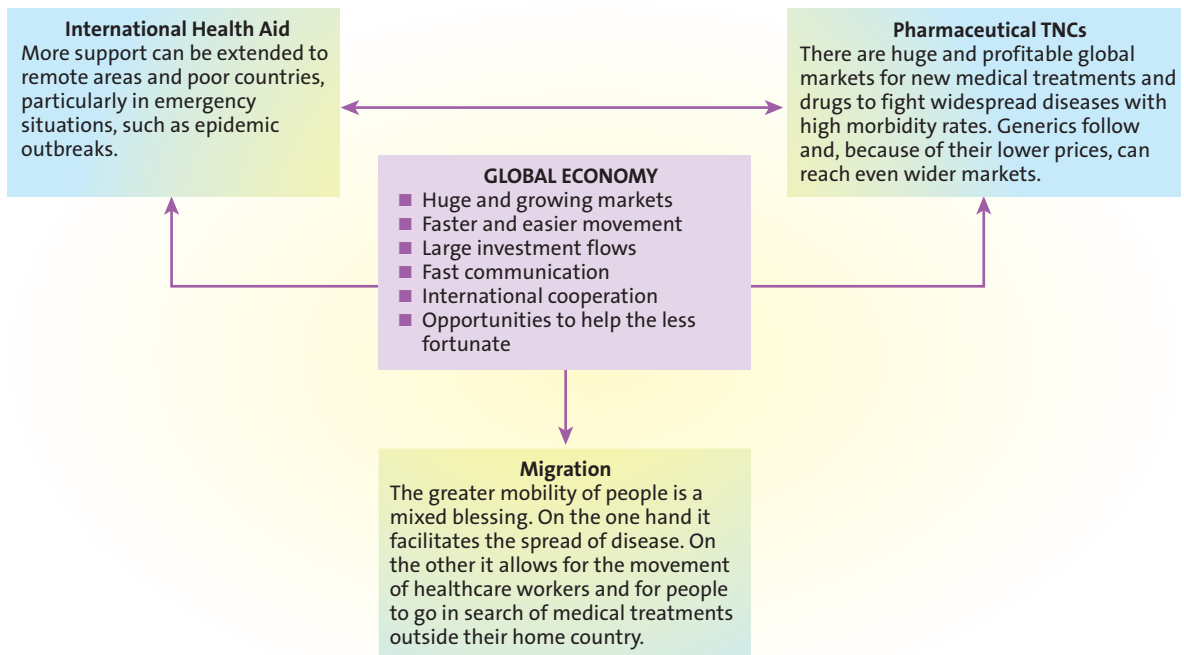 International Health Aid
More support can be extended to
remote areas and poor countries,
particularly in emergency
situations, such as epidemic
outbreaks.
Pharmaceutical TNCs
There are huge and profitable global
markets for new medical treatments and
drugs to fight widespread diseases with
high morbidity rates. Generics follow
and, because of their lower prices, can
reach even wider markets.
GLOBAL ECONOMY
■ Huge and growing markets
■ Faster and easier movement
■ Large investment flows
■ Fast communication
■ International cooperation
■ Opportunities to help the less
fortunate
Migration
The greater mobility of people is a
mixed blessing. On the one hand it
facilitates the spread of disease. On
the other it allows for the movement
of healthcare workers and for people
to go in search of medical treatments
outside their home country.